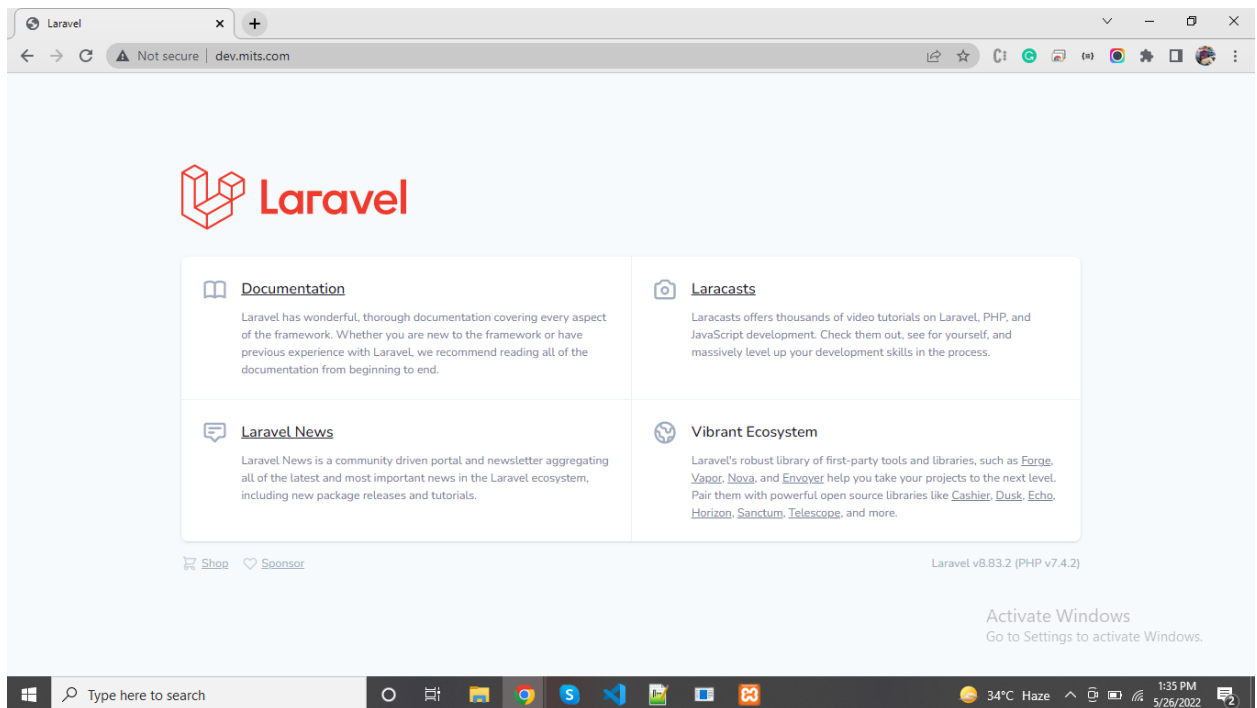 Laravel
Not secure
dev.mits.com
Laravel
Documentation
Laravel has wonderful, thorough documentation covering every aspect
of the framework. Whether you are new to the framework or have
previous experience with Laravel, we recommend reading all of the
documentation from beginning to end.
Laracasts
Laracasts offers thousands of video tutorials on Laravel, PHP, and
JavaScript development. Check them out, see for yourself, and
massively level up your development skills in the process.
Laravel News
Laravel News is a community driven portal and newsletter aggregating
all of the latest and most important news in the Laravel ecosystem,
including new package releases and tutorials.
Vibrant Ecosystem
Laravel's robust library of first-party tools and libraries, such as Forge,
Vapor, Nova, and Envoyer help you take your projects to the next level.
Pair them with powerful open source libraries like Cashier, Dusk, Echo,
Horizon, Sanctum, Telescope, and more.
Shop
Sponsor
Laravel v8.83.2 (PHP v7.4.2)
Activate Windows
Go to Settings to activate Windows.
Type here to search
34°C Haze
1:35 PM
5/26/2022
2